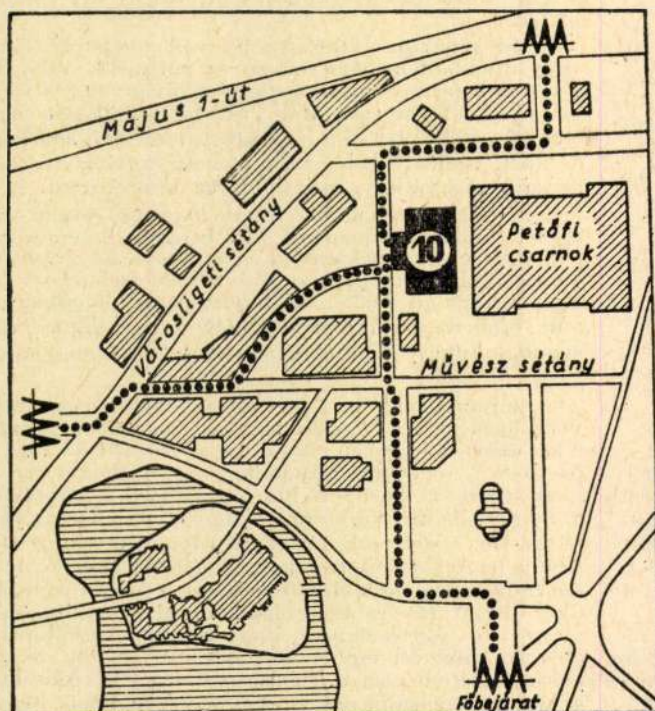 Május 1-út
Városligeti sétány
10
Petőfi
csarnok
Művész sétány
Főbejárat